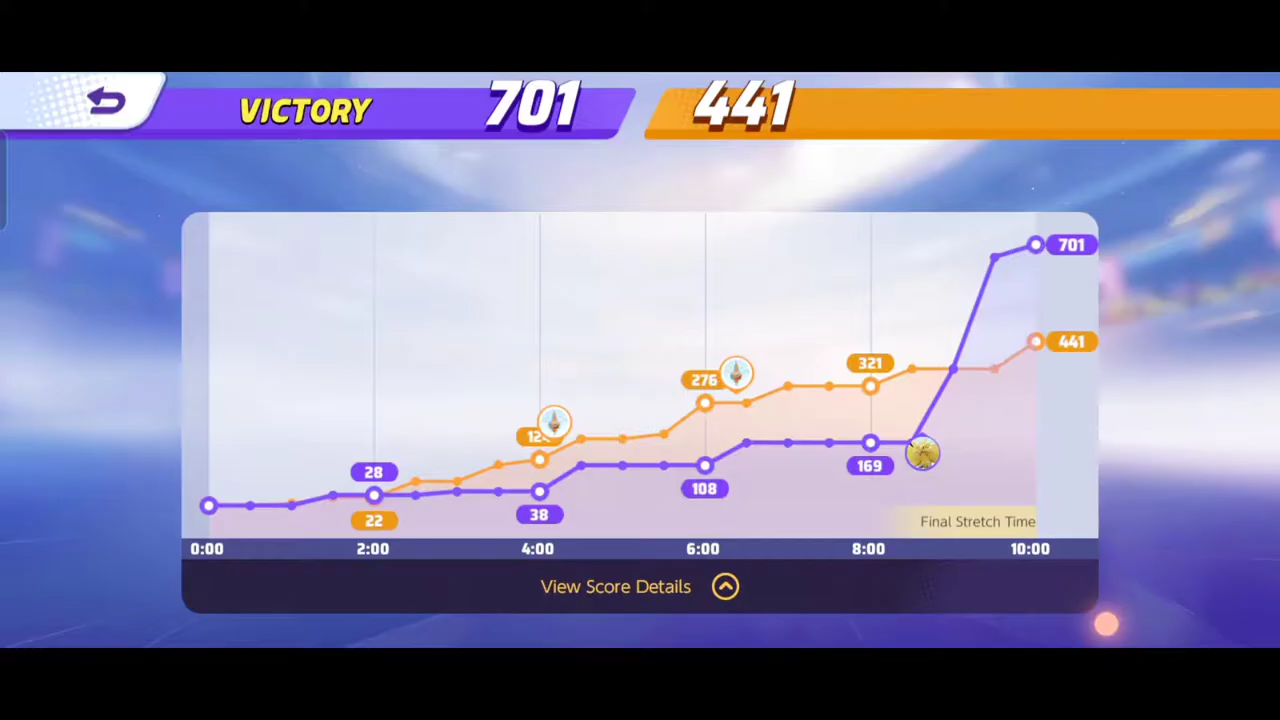 VICTORY 701 441
701
441
321
276
28
169
22
108
38
Final Stretch Time
0:00 2:00 4:00 6:00 8:00 10:00
View Score Details